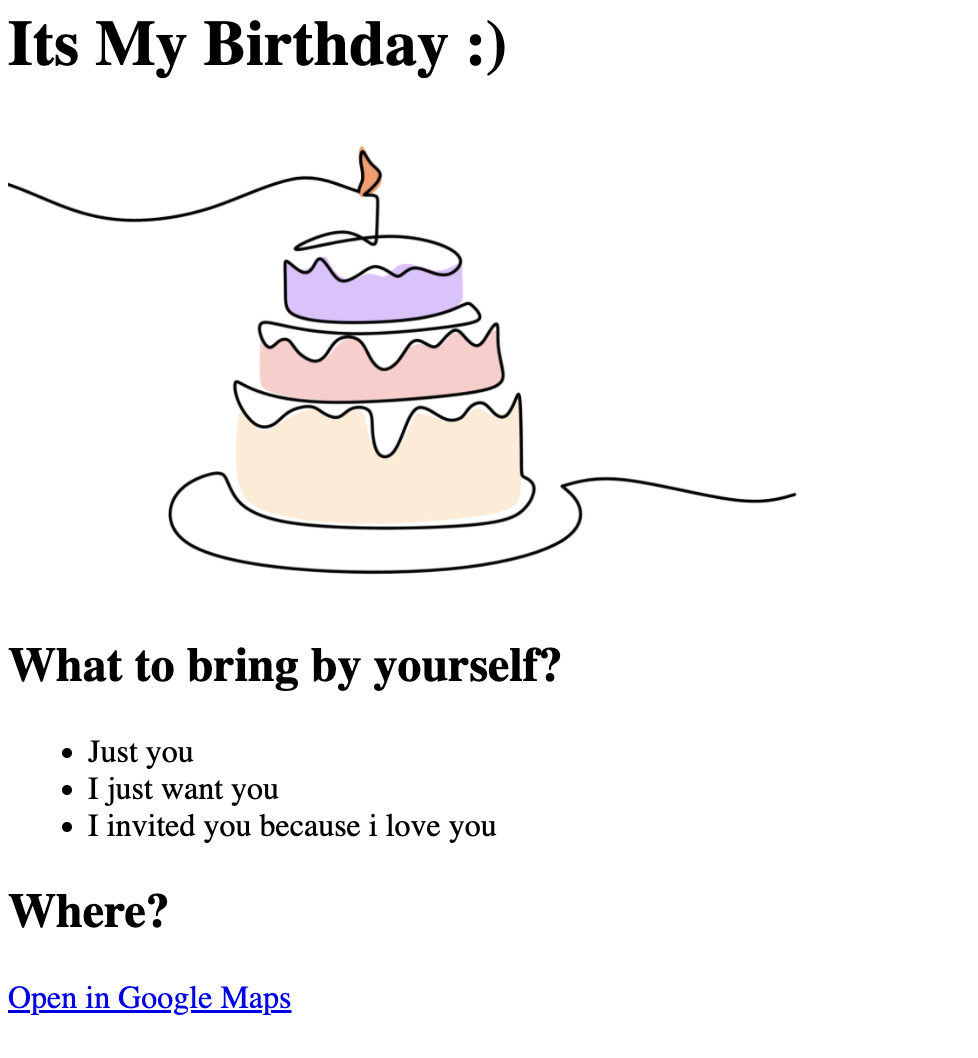 Its My Birthday :)
What to bring by yourself?
Just you
I just want you
I invited you because i love you
Where?
Open in Google Maps